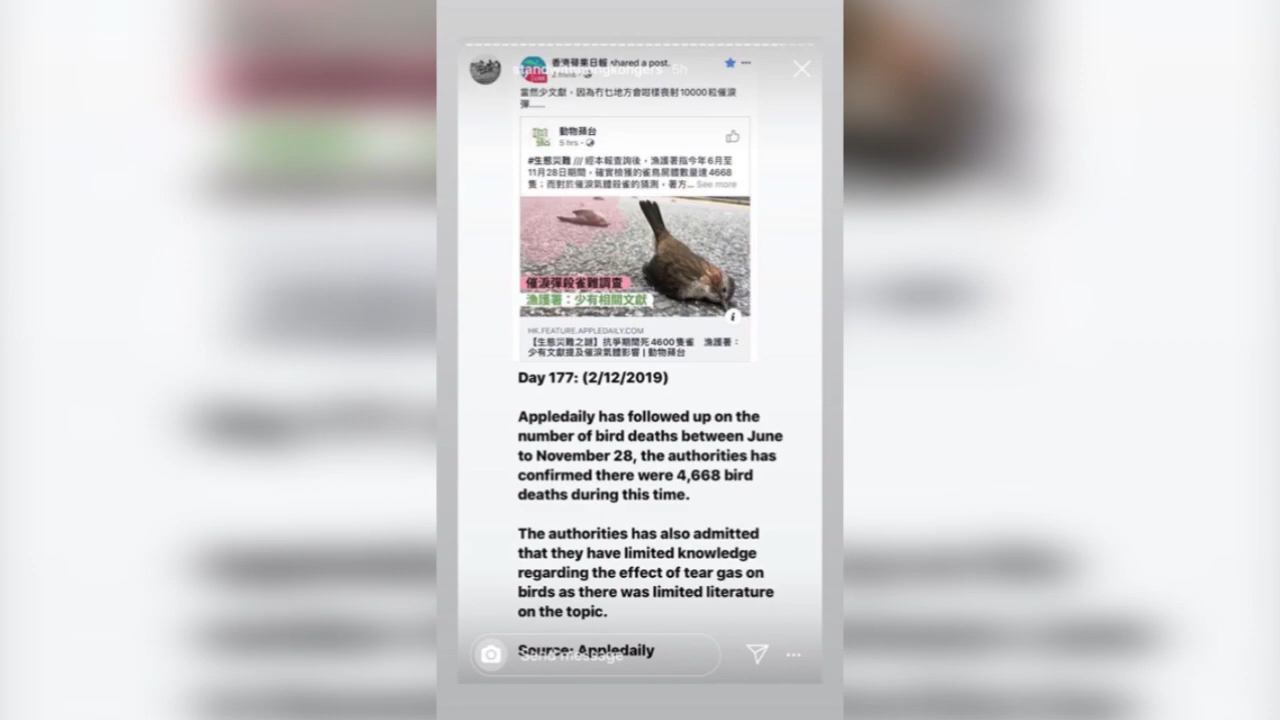 香港蘋果日報 shared a post.
standwithhongkongers 5h
2 hrs
當然少文獻，因為冇乜地方會咁樣喪射10000粒催淚
彈......
動物蘋台
5 hrs
#生態災難 /// 經本報查詢後，漁護署指今年6月至
11月28日期間，確實檢獲的雀鳥屍體數量達4668
隻；而對於催淚氣體殺雀的猜測，署方... See more
催淚彈殺雀難調查
漁護署：少有相關文獻
HK.FEATURE.APPLEDAILY.COM
【生態災難之謎】抗爭期間死4600隻雀　漁護署：
少有文獻提及催淚氣體影響 | 動物蘋台
Day 177: (2/12/2019)
Appledaily has followed up on the
number of bird deaths between June
to November 28, the authorities has
confirmed there were 4,668 bird
deaths during this time.
The authorities has also admitted
that they have limited knowledge
regarding the effect of tear gas on
birds as there was limited literature
on the topic.
Source: Appledaily
Send message